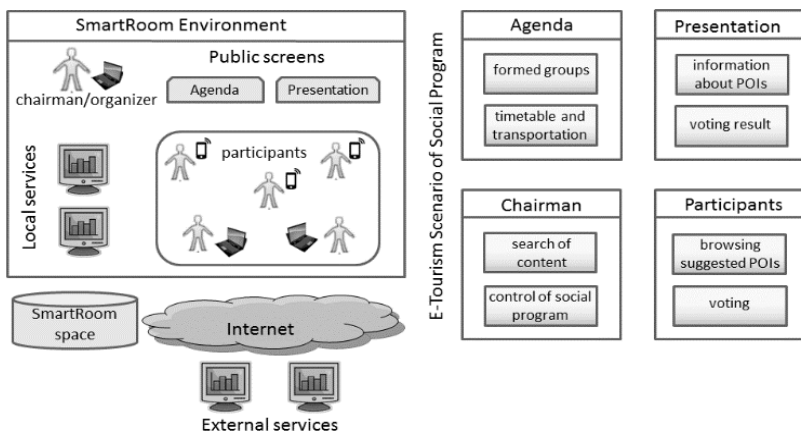 SmartRoom Environment
Public screens
chairman/organizer
Agenda
Presentation
Local services
participants
SmartRoom
space
Internet
External services
E-Tourism Scenario of Social Program
Agenda
formed groups
timetable and
transportation
Presentation
information
about POIs
voting result
Chairman
search of
content
control of social
program
Participants
browsing
suggested POIs
voting